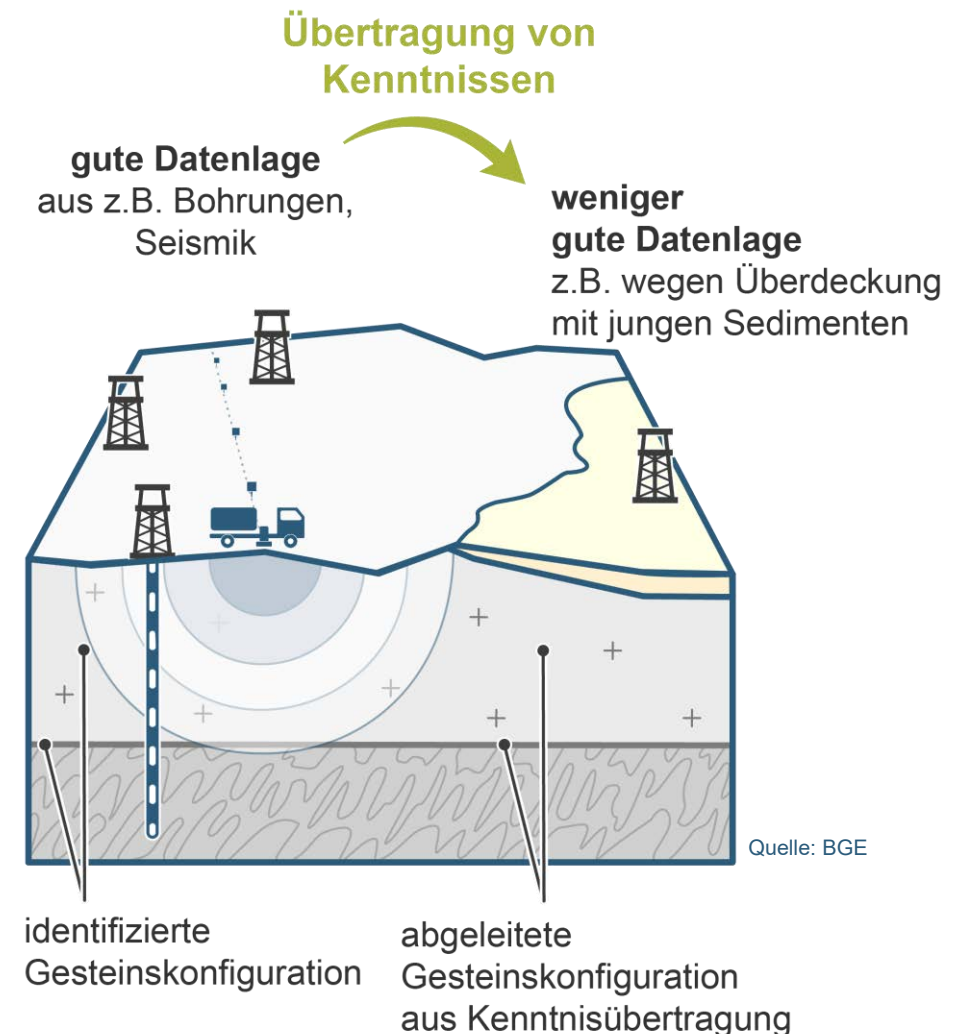 Übertragung von
Kenntnissen
gute Datenlage
aus z.B. Bohrungen,
Seismik
weniger
gute Datenlage
z.B. wegen Überdeckung
mit jungen Sedimenten
Quelle: BGE
identifizierte
Gesteinskonfiguration
abgeleitete
Gesteinskonfiguration
aus Kenntnisübertragung